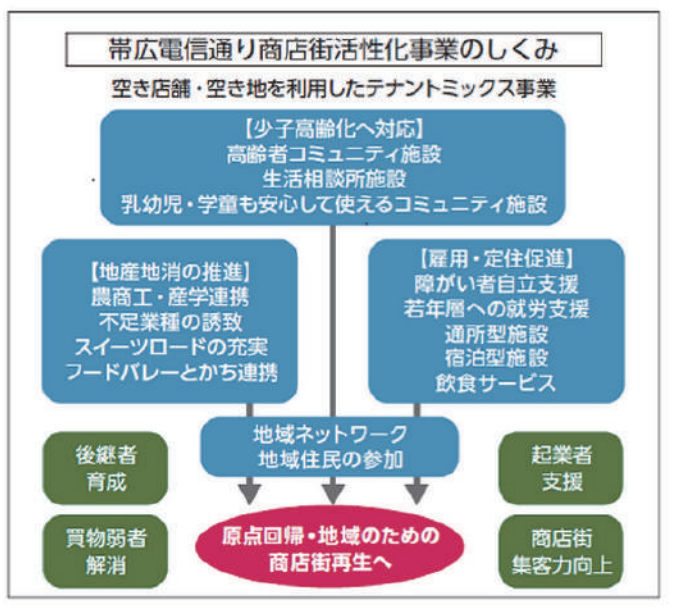 帯広電信通り商店街活性化事業のしくみ
空き店舗・空き地を利用したテナントミックス事業
【少子高齢化へ対応】
高齢者コミュニティ施設
生活相談所施設
乳幼児・学童も安心して使えるコミュニティ施設
【地産地消の推進】
農商工・産学連携
不足業種の誘致
スイーツロードの充実
フードバレーとかち連携
【雇用・定住促進】
障がい者自立支援
若年層への就労支援
通所型施設
宿泊型施設
飲食サービス
地域ネットワーク
地域住民の参加
後継者
育成
起業者
支援
買物弱者
解消
原点回帰・地域のための
商店街再生へ
商店街
集客力向上